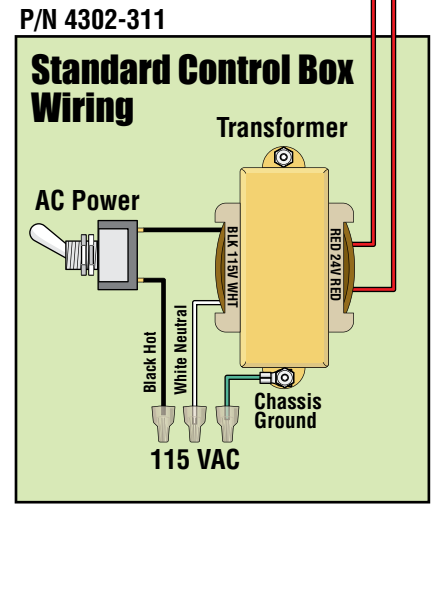 P/N 4302-311
Standard Control Box
Wiring
Transformer
AC Power
BLK 115V WHT
RED 24V RED
Black Hot
White Neutral
Chassis
Ground
115 VAC